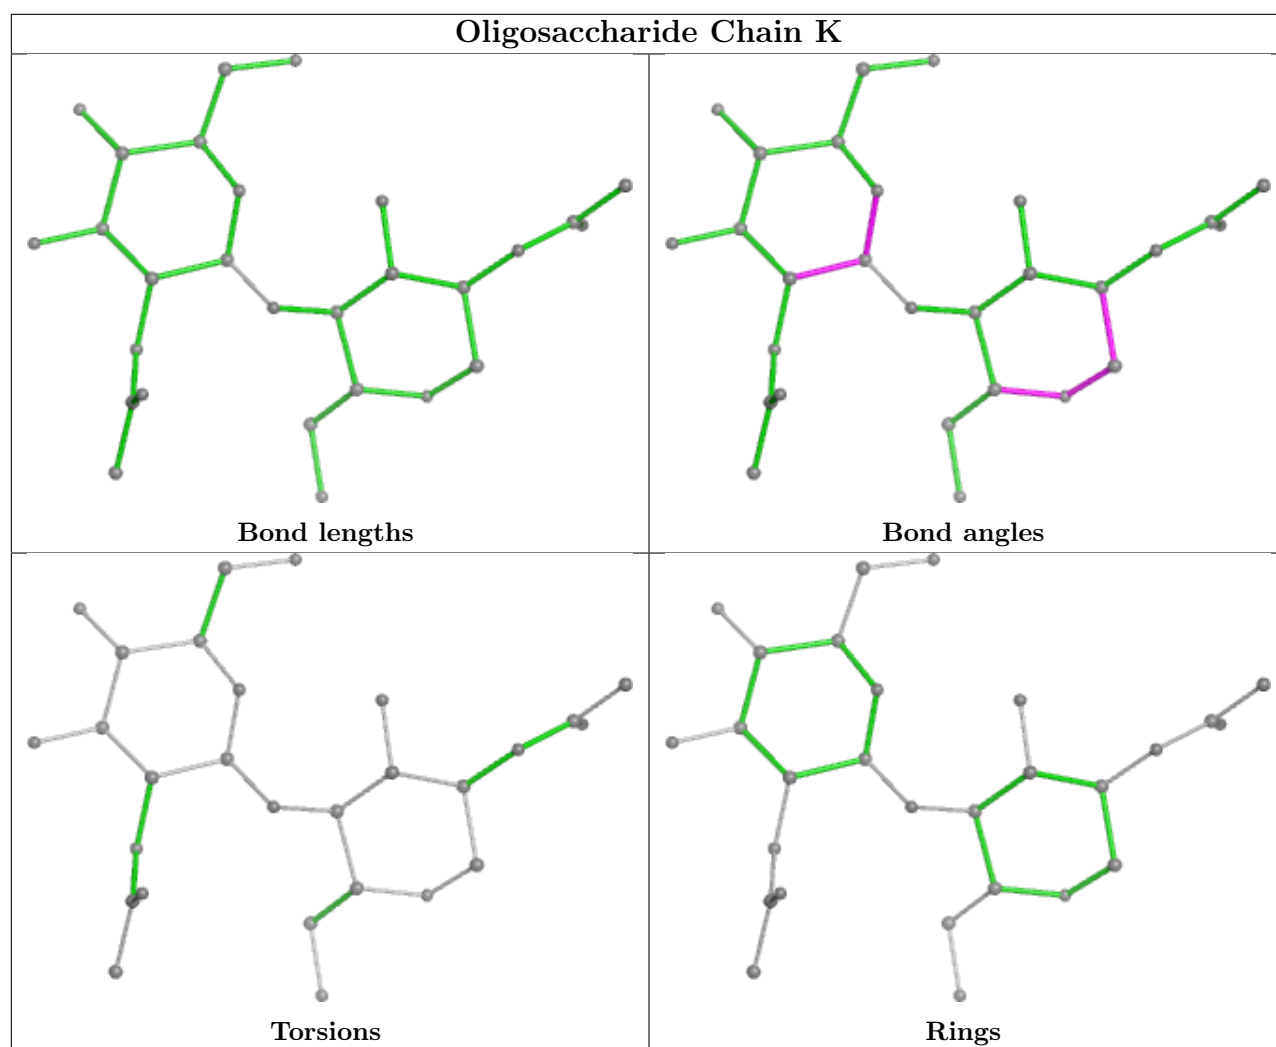 Oligosaccharide Chain K
Bond lengths
Bond angles
Torsions
Rings